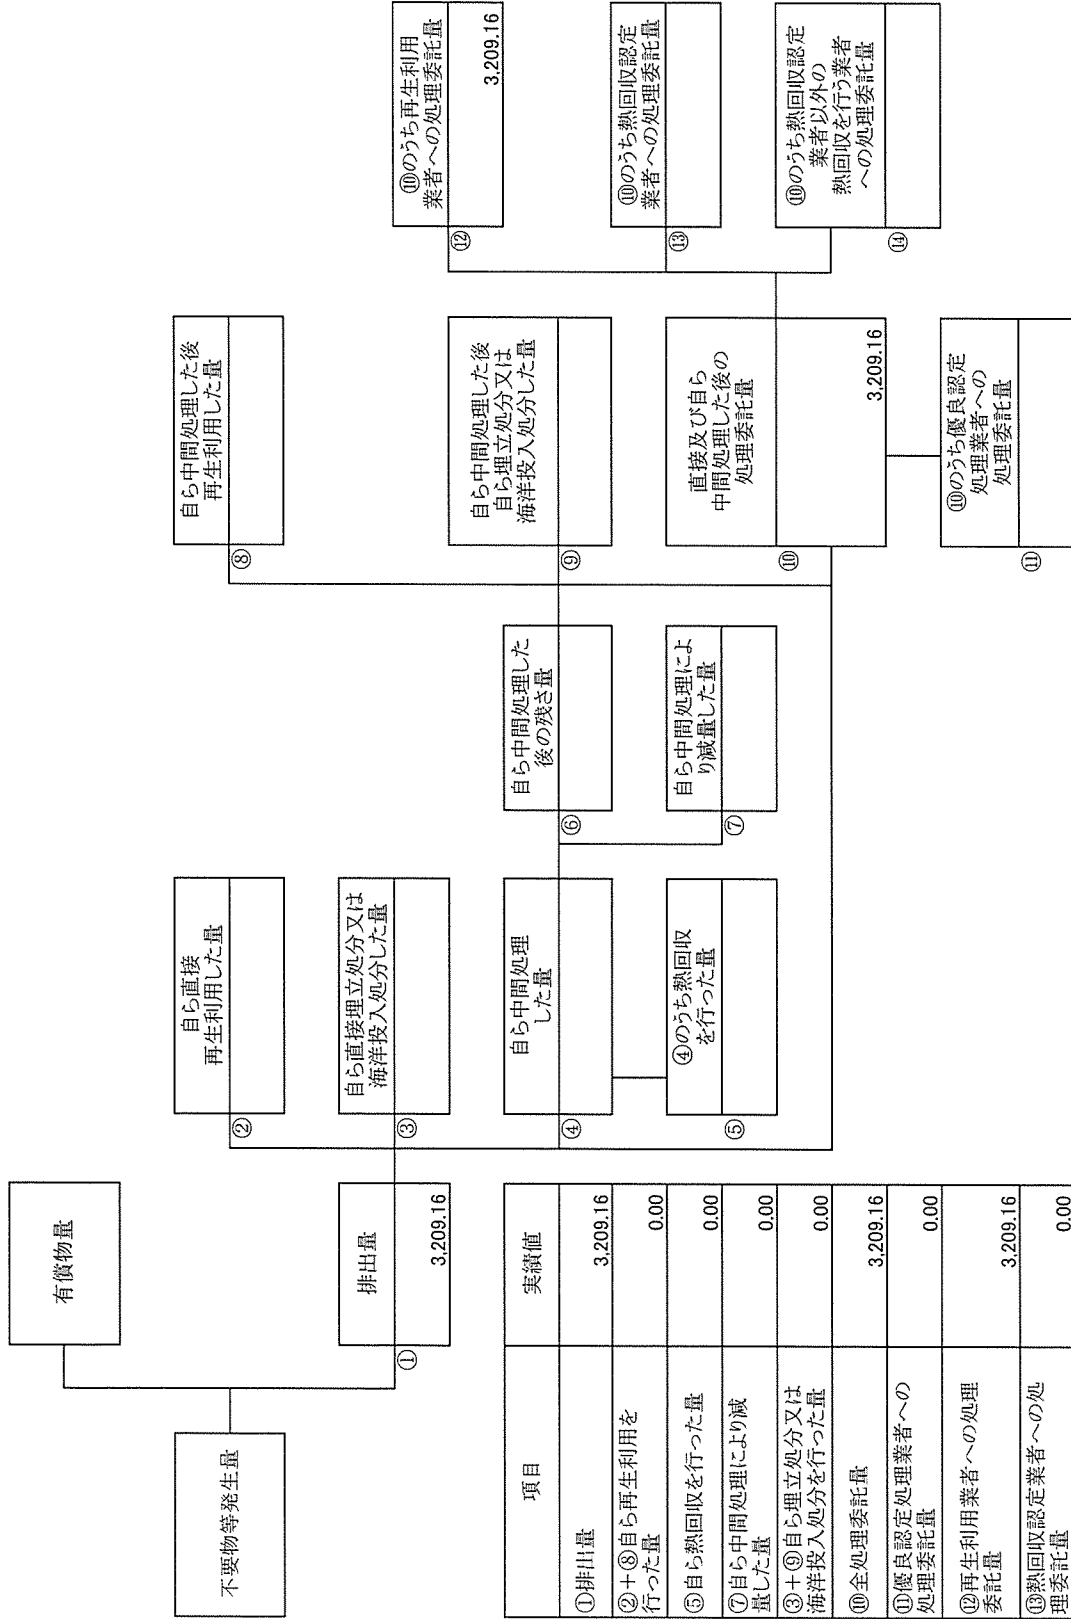 不要物等発生量
有償物量
排出量
①
3,209.16
自ら直接
再生利用した量
②
自ら直接埋立処分又は
海洋投入処分した量
③
自ら中間処理
した量
④
④のうち熱回収
を行った量
⑤
自ら中間処理した
後の残さ量
⑥
自ら中間処理によ
り減量した量
⑦
自ら中間処理した後
再生利用した量
⑧
自ら中間処理した後
自ら埋立処分又は
海洋投入処分した量
⑨
直接及び自ら
中間処理した後の
処理委託量
⑩
3,209.16
⑩のうち優良認定
処理業者への
処理委託量
⑪
⑩のうち再生利用
業者への処理委託量
⑫
3,209.16
⑩のうち熱回収認定
業者への処理委託量
⑬
⑩のうち熱回収認定
業者以外の
熱回収を行う業者
への処理委託量
⑭
項目
実績値
①排出量
3,209.16
②+⑧自ら再生利用を
行った量
0.00
⑤自ら熱回収を行った量
0.00
⑦自ら中間処理により減
量した量
0.00
③+⑨自ら埋立処分又は
海洋投入処分を行った量
0.00
⑩全処理委託量
3,209.16
⑪優良認定処理業者への
処理委託量
0.00
⑫再生利用業者への処理
委託量
3,209.16
⑬熱回収認定業者への処
理委託量
0.00